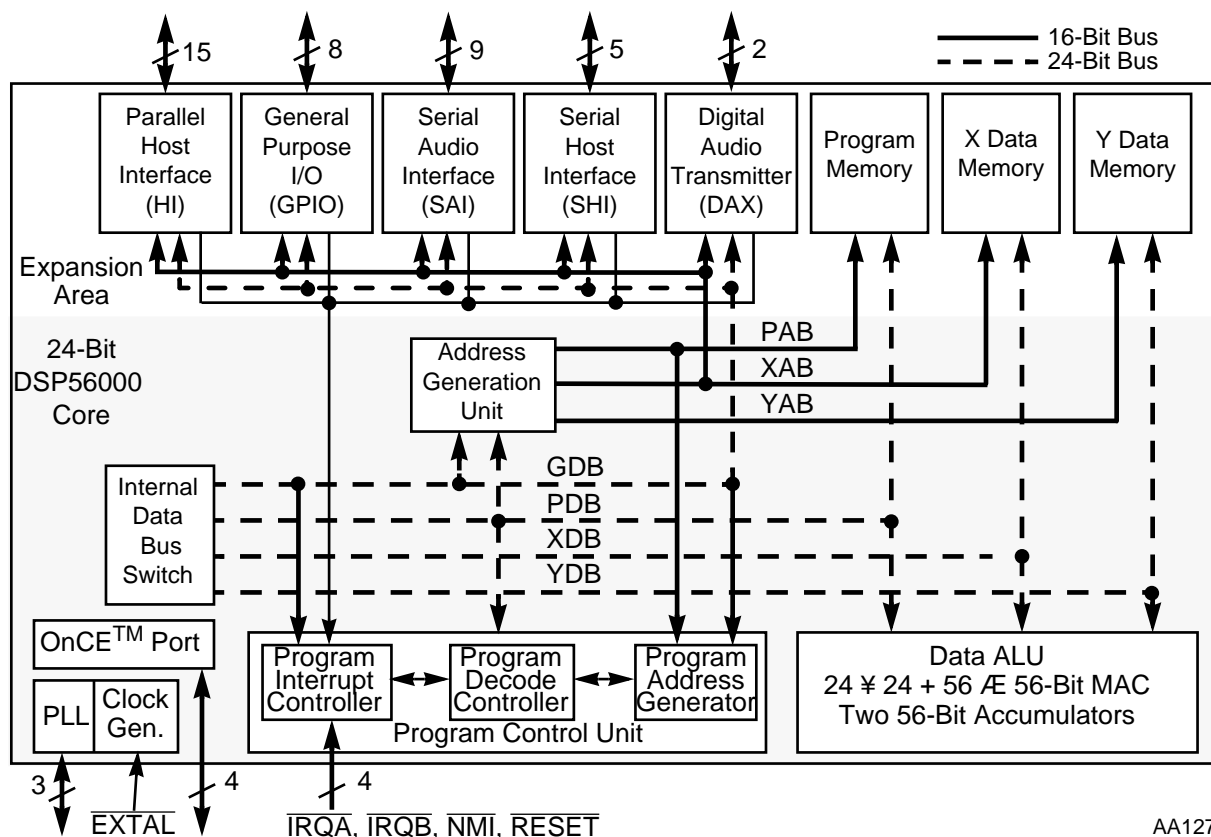 15
8
9
5
2
16-Bit Bus
24-Bit Bus
Parallel
Host
Interface
(HI)
General
Purpose
I/O
(GPIO)
Serial
Audio
Interface
(SAI)
Serial
Host
Interface
(SHI)
Digital
Audio
Transmitter
(DAX)
Program
Memory
X Data
Memory
Y Data
Memory
Expansion
Area
24-Bit
DSP56000
Core
Address
Generation
Unit
PAB
XAB
YAB
Internal
Data
Bus
Switch
GDB
PDB
XDB
YDB
OnCE™ Port
PLL
Clock
Gen.
Program
Interrupt
Controller
Program
Decode
Controller
Program
Address
Generator
Program Control Unit
Data ALU
24 ¥ 24 + 56 Æ 56-Bit MAC
Two 56-Bit Accumulators
3
4
4
EXTAL
IRQA, IRQB, NMI, RESET
AA127